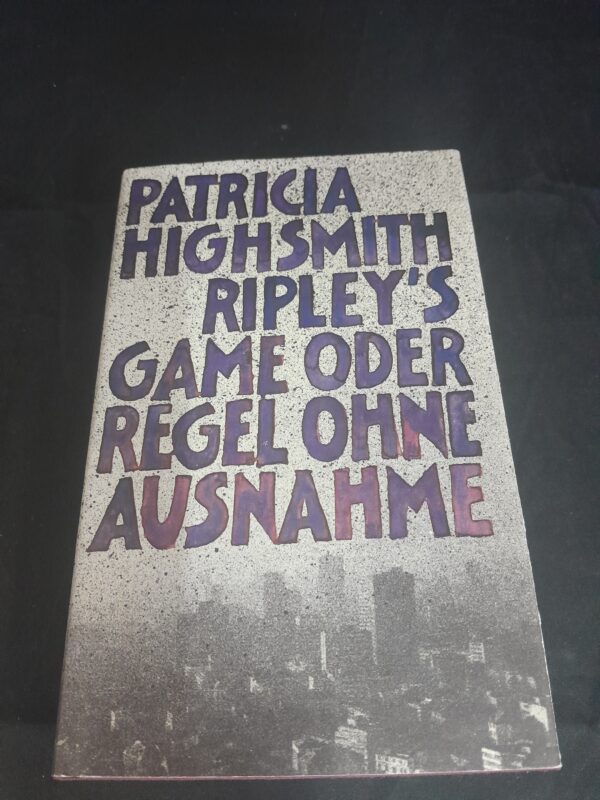 PATRICIA
HIGHSMITH
RIPLEY'S
GAME ODER
REGEL OHNE
AUSNAHME